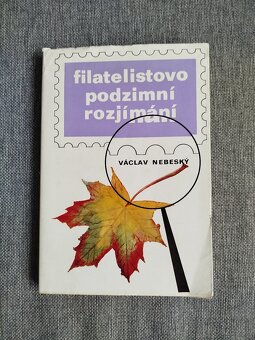 filatelistovo
podzimní
rozjímání
VÁCLAV NEBESKÝ